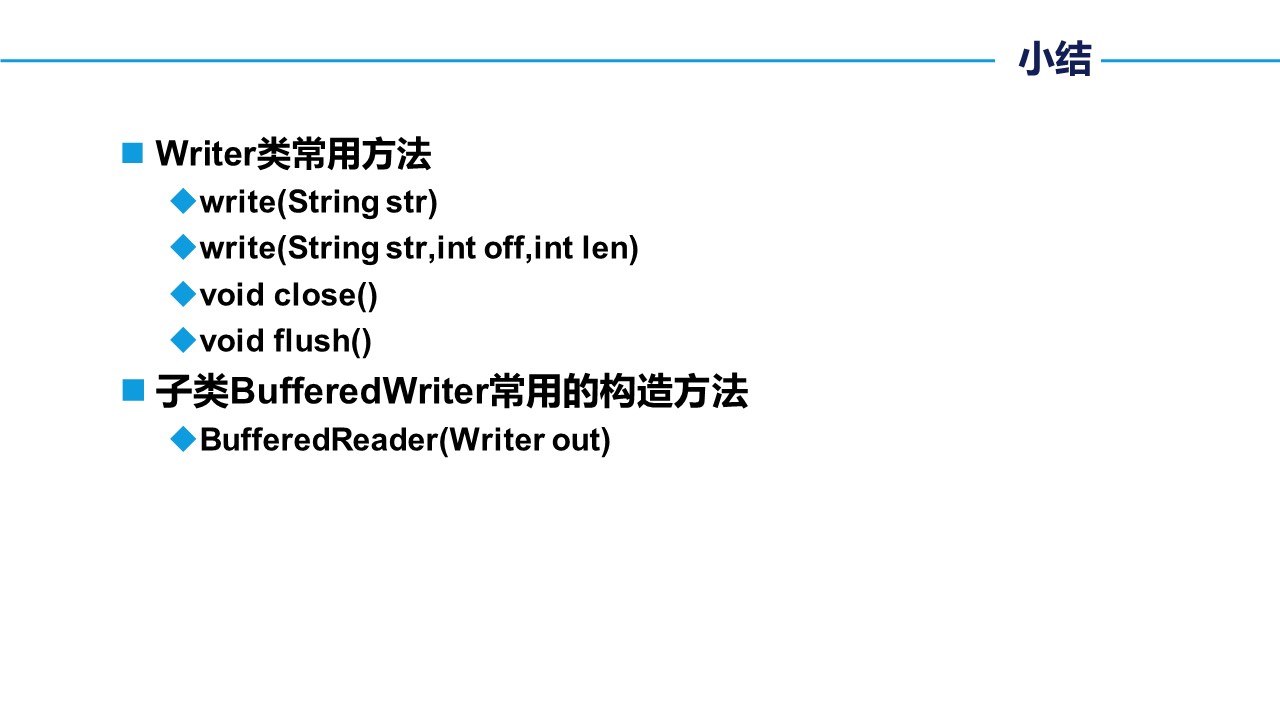 小结
Writer类常用方法
write(String str)
write(String str,int off,int len)
void close()
void flush()
子类BufferedWriter常用的构造方法
BufferedReader(Writer out)